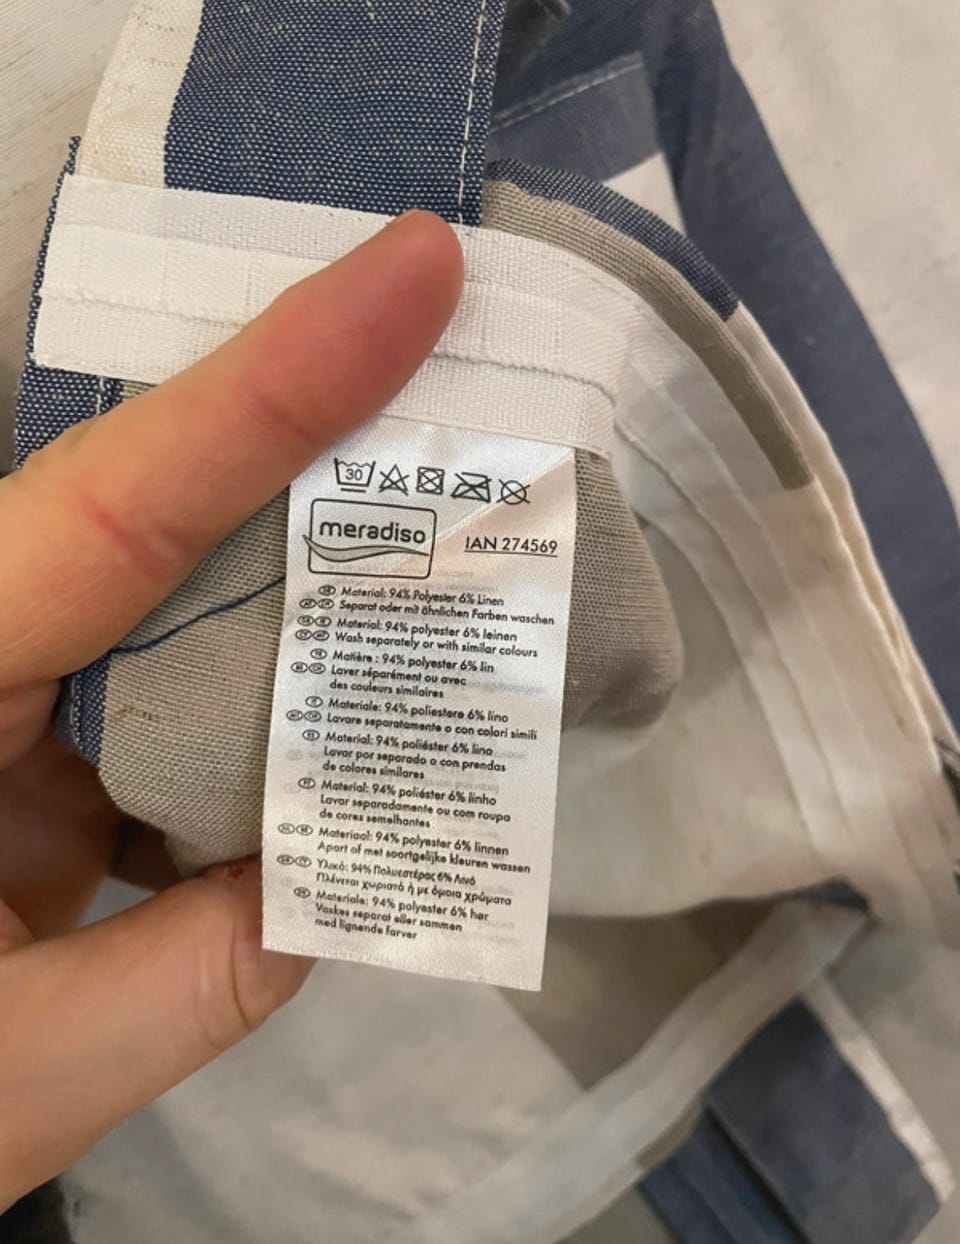 30
meradiso
IAN 274569
DE Material: 94% Polyester 6% Linen
Separat oder mit ähnlichen Farben waschen
Material: 94% polyester 6% leinen
Wash separately or with similar colours
Matière : 94% polyester 6% lin
Laver séparément ou avec
des couleurs similaires
Materiale: 94% poliestere 6% lino
Lavare separatamente o con colori simili
Material: 94% poliéster 6% lino
Lavar por separado o con prendas
de colores similares
Material: 94% poliéster 6% linho
Lavar separadamente ou com roupa
de cores semelhantes
Materiaal: 94% polyester 6% linnen
Apart of met soortgelijke kleuren wassen
Υλικό: 94% Πολυεστέρας 6% Λινό
Πλένεται χωριστά ή με όμοια χρώματα
Materiale: 94% polyester 6% hør
Vaskes separat eller sammen
med lignende farver